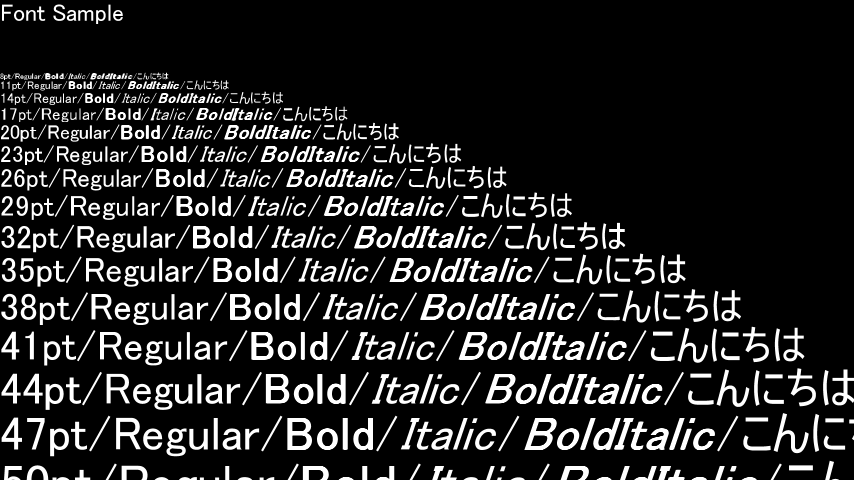 Font Sample
8pt/Regular/Bold/Italic/BoldItalic/こんにちは
11pt/Regular/Bold/Italic/BoldItalic/こんにちは
14pt/Regular/Bold/Italic/BoldItalic/こんにちは
17pt/Regular/Bold/Italic/BoldItalic/こんにちは
20pt/Regular/Bold/Italic/BoldItalic/こんにちは
23pt/Regular/Bold/Italic/BoldItalic/こんにちは
26pt/Regular/Bold/Italic/BoldItalic/こんにちは
29pt/Regular/Bold/Italic/BoldItalic/こんにちは
32pt/Regular/Bold/Italic/BoldItalic/こんにちは
35pt/Regular/Bold/Italic/BoldItalic/こんにちは
38pt/Regular/Bold/Italic/BoldItalic/こんにちは
41pt/Regular/Bold/Italic/BoldItalic/こんにちは
44pt/Regular/Bold/Italic/BoldItalic/こんにちは
47pt/Regular/Bold/Italic/BoldItalic/こんに
50pt/Regular/Bold/Italic/BoldItalic/こん